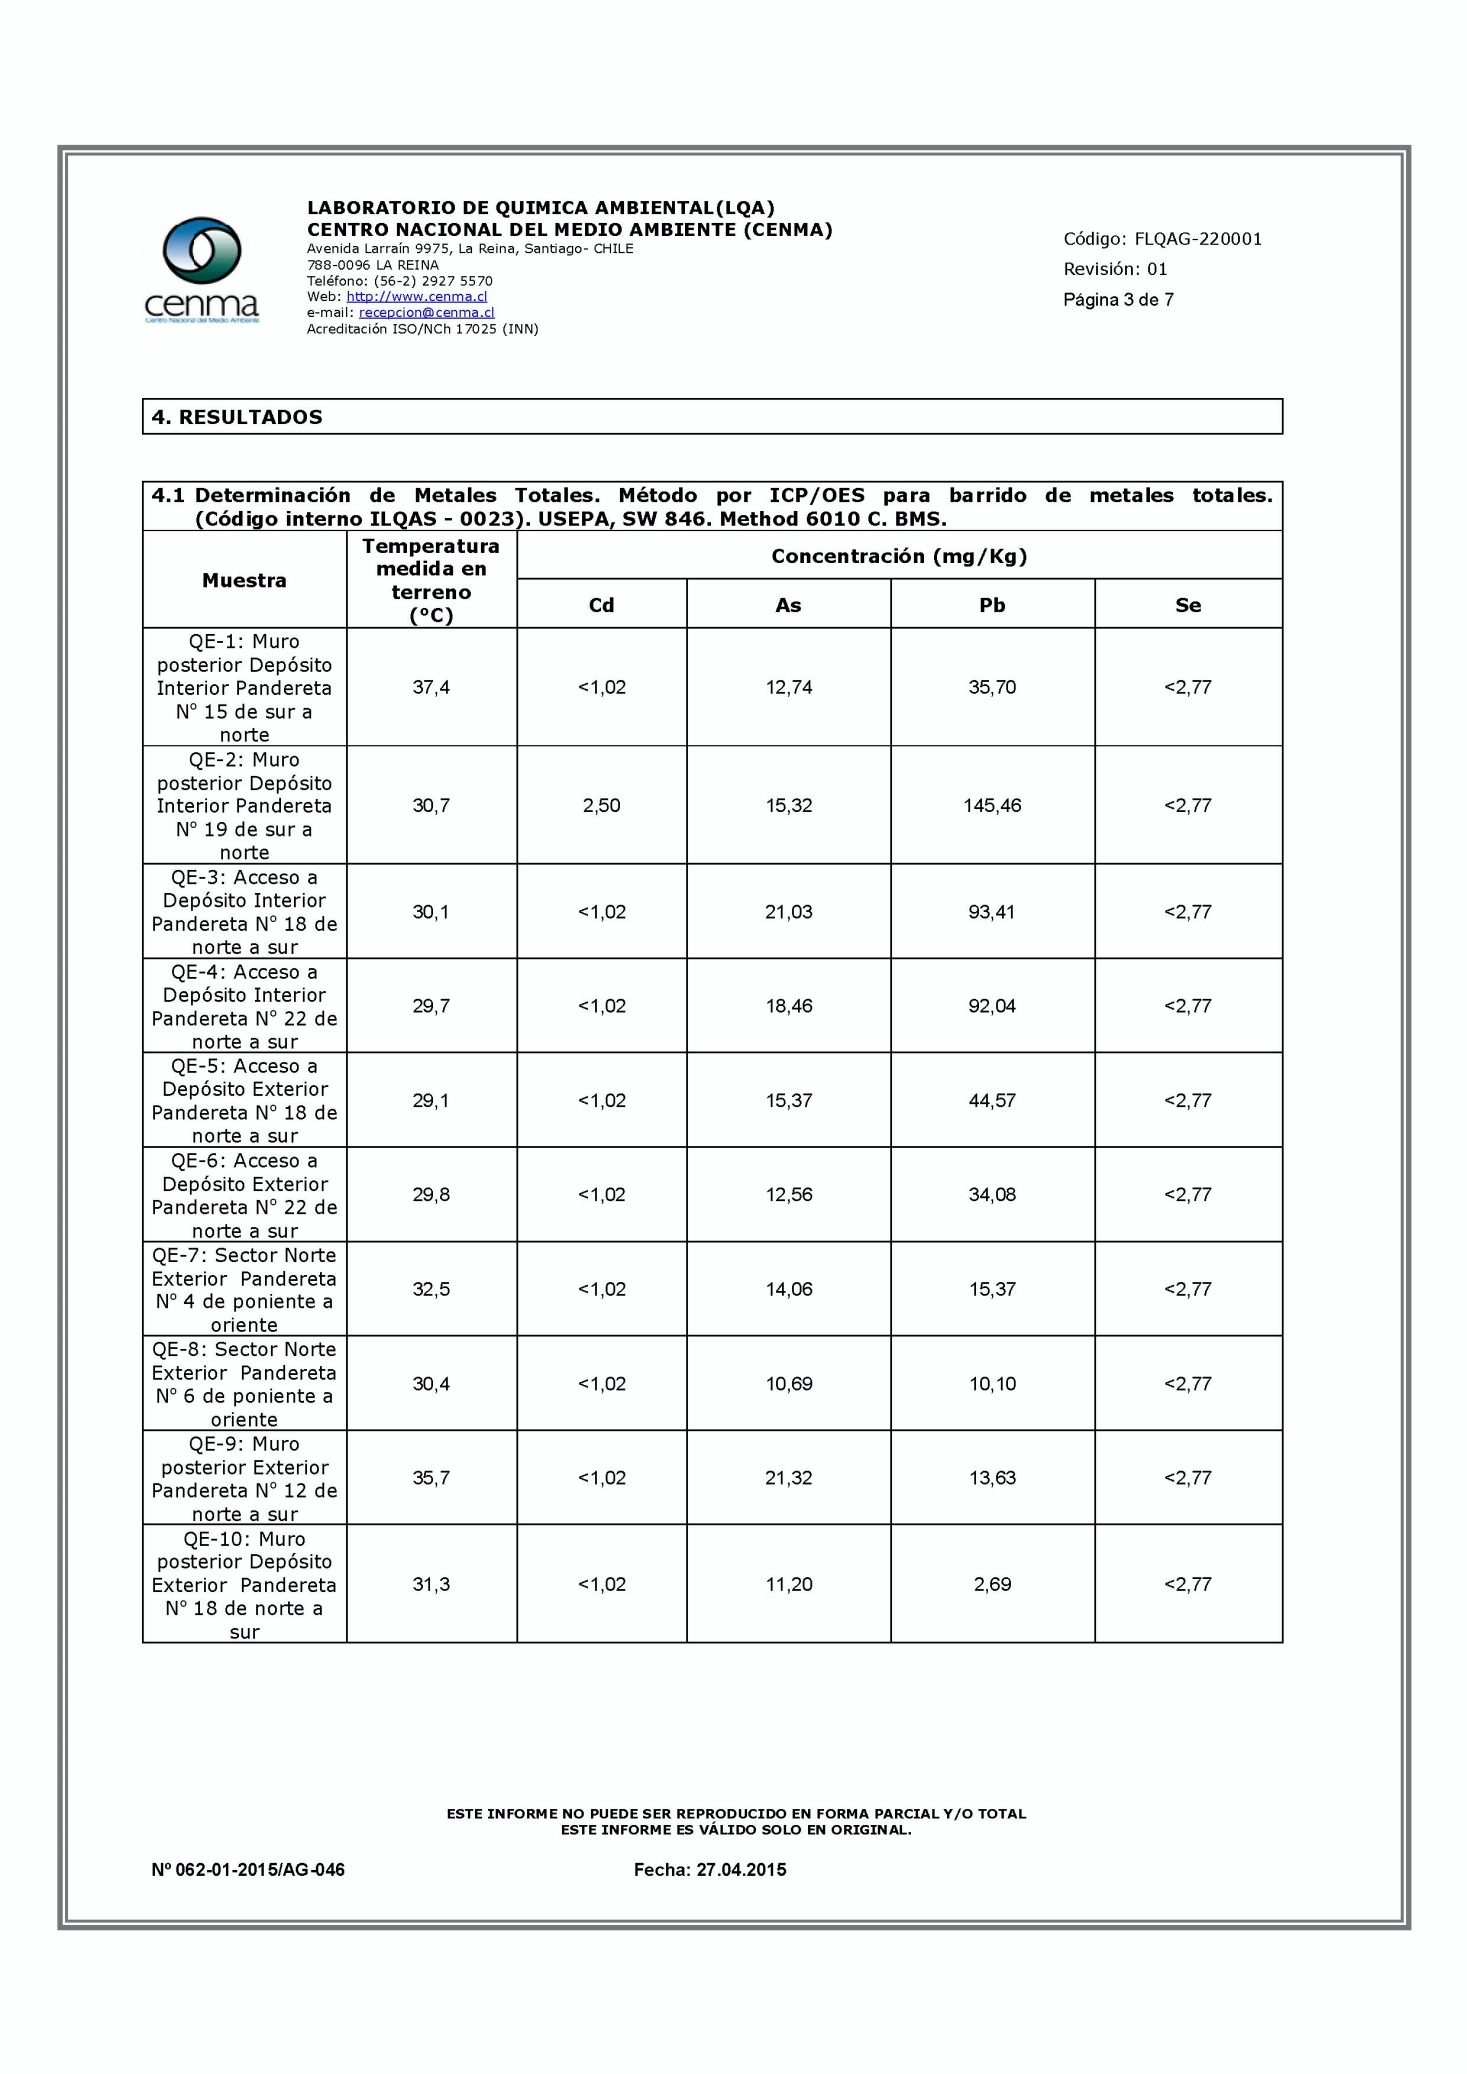 cenma
Centro Nacional del Medio Ambiente
LABORATORIO DE QUIMICA AMBIENTAL(LQA)
CENTRO NACIONAL DEL MEDIO AMBIENTE (CENMA)
Avenida Larraín 9975, La Reina, Santiago- CHILE
788-0096 LA REINA
Teléfono: (56-2) 2927 5570
Web: http://www.cenma.cl
e-mail: recepcion@cenma.cl
Acreditación ISO/NCh 17025 (INN)
Código: FLQAG-220001
Revisión: 01
Página 3 de 7
4. RESULTADOS
4.1 Determinación de Metales Totales. Método por ICP/OES para barrido de metales totales.
(Código interno ILQAS - 0023). USEPA, SW 846. Method 6010 C. BMS.
Muestra
Temperatura
medida en
terreno
(°C)
Concentración (mg/Kg)
Cd As Pb Se
QE-1: Muro
posterior Depósito
Interior Pandereta
Nº 15 de sur a
norte
37,4 <1,02 12,74 35,70 <2,77
QE-2: Muro
posterior Depósito
Interior Pandereta
Nº 19 de sur a
norte
30,7 2,50 15,32 145,46 <2,77
QE-3: Acceso a
Depósito Interior
Pandereta Nº 18 de
norte a sur
30,1 <1,02 21,03 93,41 <2,77
QE-4: Acceso a
Depósito Interior
Pandereta Nº 22 de
norte a sur
29,7 <1,02 18,46 92,04 <2,77
QE-5: Acceso a
Depósito Exterior
Pandereta Nº 18 de
norte a sur
29,1 <1,02 15,37 44,57 <2,77
QE-6: Acceso a
Depósito Exterior
Pandereta Nº 22 de
norte a sur
29,8 <1,02 12,56 34,08 <2,77
QE-7: Sector Norte
Exterior Pandereta
Nº 4 de poniente a
oriente
32,5 <1,02 14,06 15,37 <2,77
QE-8: Sector Norte
Exterior Pandereta
Nº 6 de poniente a
oriente
30,4 <1,02 10,69 10,10 <2,77
QE-9: Muro
posterior Exterior
Pandereta Nº 12 de
norte a sur
35,7 <1,02 21,32 13,63 <2,77
QE-10: Muro
posterior Depósito
Exterior Pandereta
Nº 18 de norte a
sur
31,3 <1,02 11,20 2,69 <2,77
ESTE INFORME NO PUEDE SER REPRODUCIDO EN FORMA PARCIAL Y/O TOTAL
ESTE INFORME ES VÁLIDO SOLO EN ORIGINAL.
Nº 062-01-2015/AG-046 Fecha: 27.04.2015